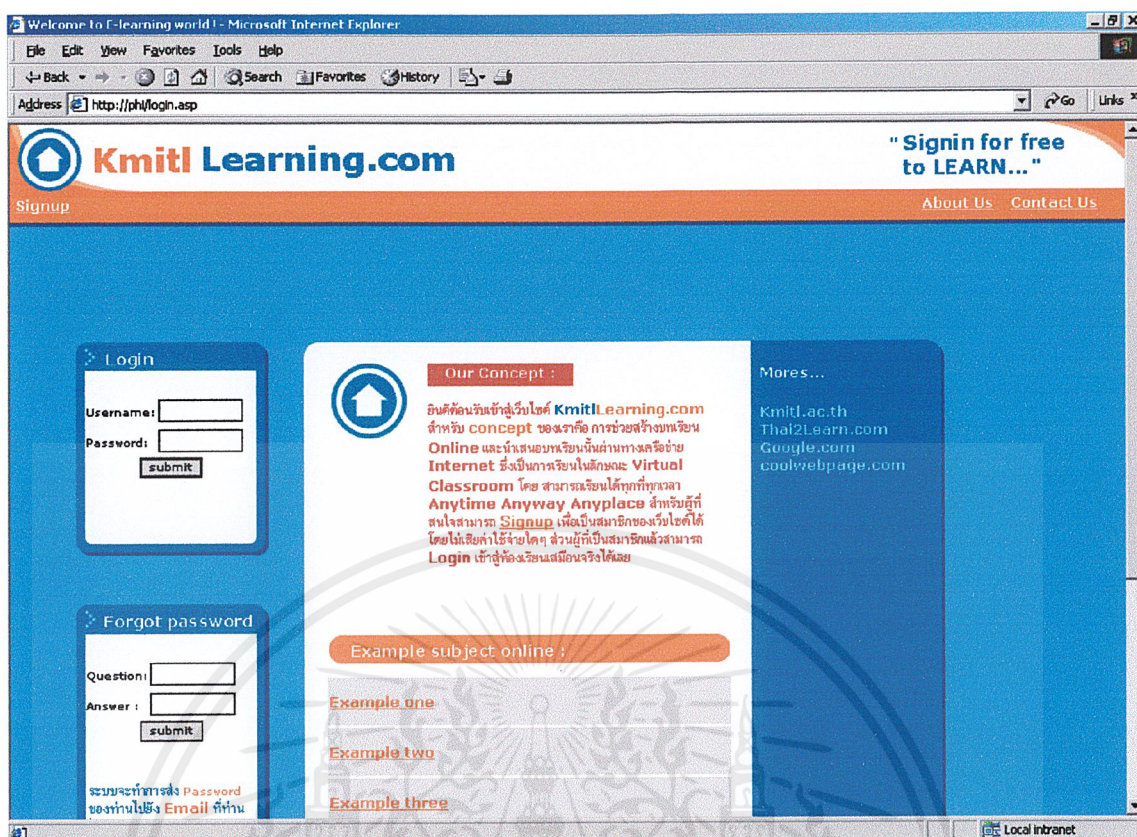 Welcome to E-learning world ! - Microsoft Internet Explorer
File Edit View Favorites Tools Help
Back Search Favorites History
Address http://phi/login.asp Go Links
Kmitl Learning.com
" Signin for free
to LEARN... "
Signup
About Us Contact Us
Login
Username:
Password:
submit
Forgot password
Question:
Answer :
submit
ระบบจะทำการส่ง Password
ของท่านไปยัง Email ที่ท่าน
Our Concept :
ยินดีต้อนรับเข้าสู่เว็บไซต์ KmitlLearning.com
สำหรับ concept ของเราคือ การช่วยสร้างบทเรียน
Online และนำเสนอบทเรียนนั้นผ่านทางเครือข่าย
Internet ซึ่งเป็นการเรียนในลักษณะ Virtual
Classroom โดย สามารถเรียนได้ทุกที่ทุกเวลา
Anytime Anyway Anyplace สำหรับผู้ที่
สนใจสามารถ Signup เพื่อเป็นสมาชิกของเว็บไซต์ได้
โดยไม่เสียค่าใช้จ่ายใดๆ ส่วนผู้ที่เป็นสมาชิกแล้วสามารถ
Login เข้าสู่ห้องเรียนเสมือนจริงได้เลย
Example subject online :
Example one
Example two
Example three
Mores...
Kmitl.ac.th
Thai2Learn.com
Google.com
coolwebpage.com
Local intranet